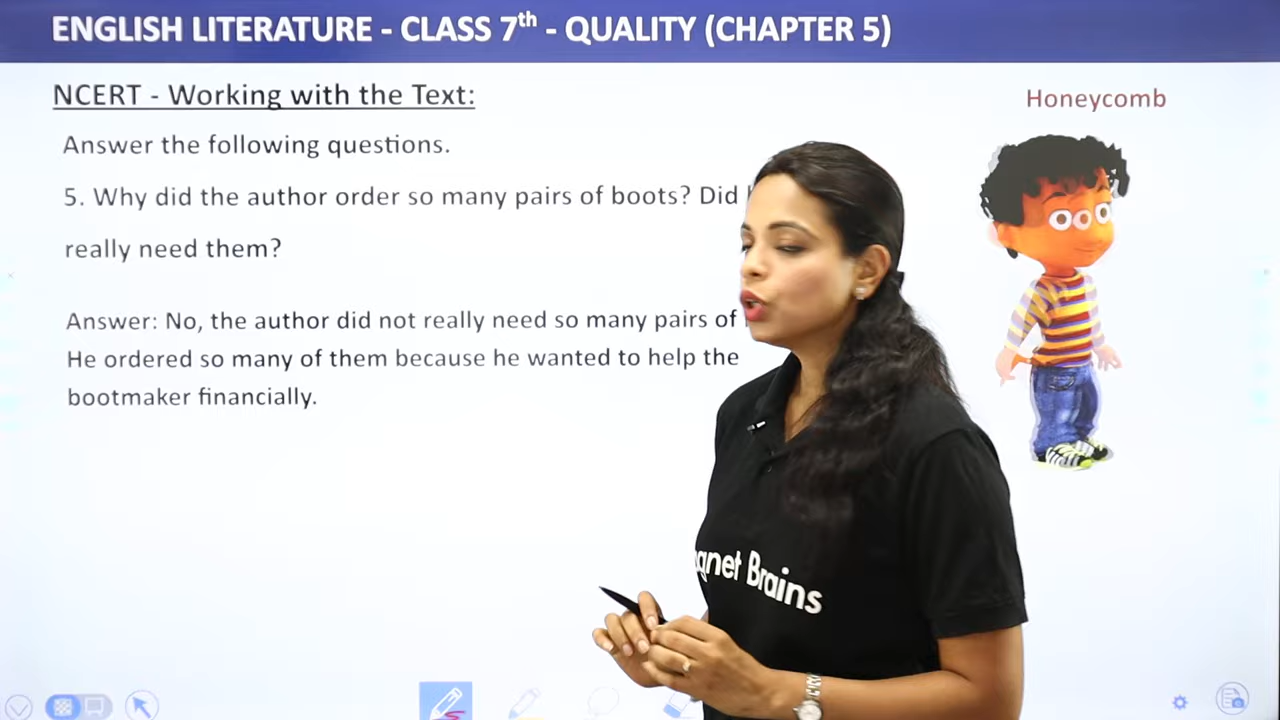 ENGLISH LITERATURE - CLASS 7th - QUALITY (CHAPTER 5)
NCERT - Working with the Text:
Honeycomb
Answer the following questions.
5. Why did the author order so many pairs of boots? Did
really need them?
Answer: No, the author did not really need so many pairs of
He ordered so many of them because he wanted to help the
bootmaker financially.
gnet Brains